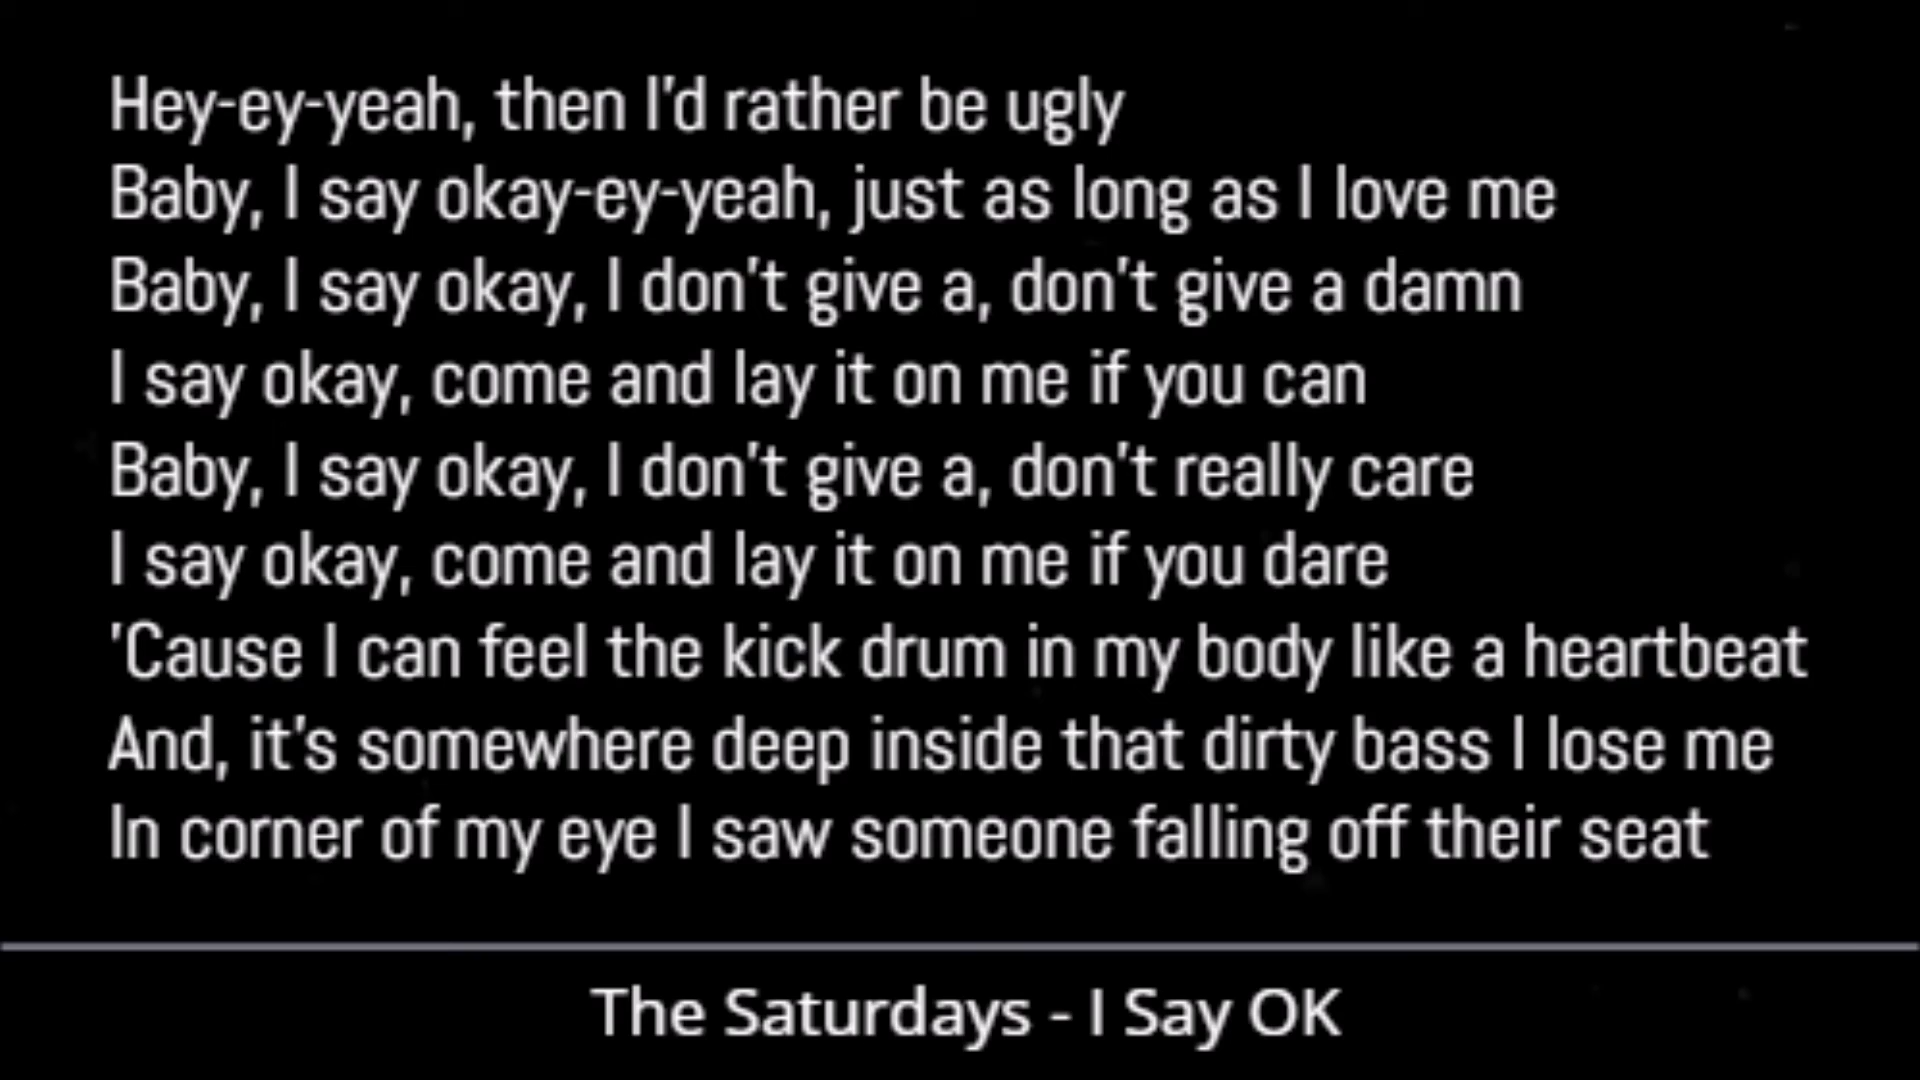 Hey-ey-yeah, then I'd rather be ugly
Baby, I say okay-ey-yeah, just as long as I love me
Baby, I say okay, I don't give a, don't give a damn
I say okay, come and lay it on me if you can
Baby, I say okay, I don't give a, don't really care
I say okay, come and lay it on me if you dare
'Cause I can feel the kick drum in my body like a heartbeat
And, it's somewhere deep inside that dirty bass I lose me
In corner of my eye I saw someone falling off their seat
The Saturdays - I Say OK